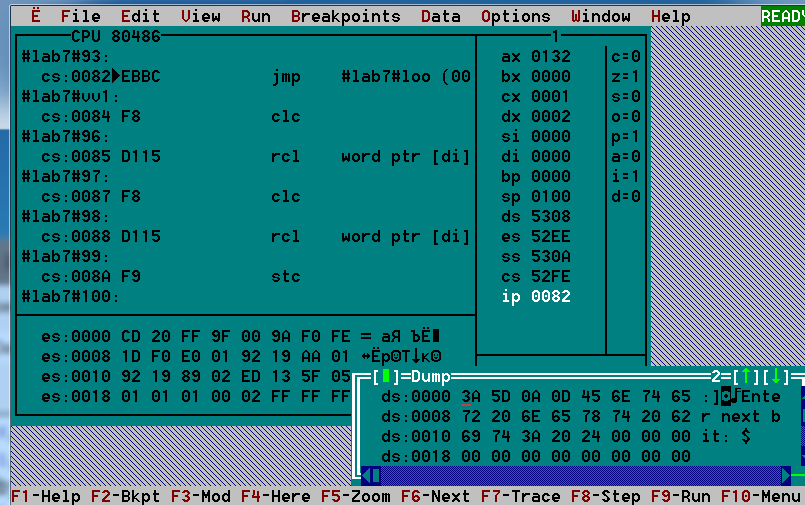 Ë File Edit View Run Breakpoints Data Options Window Help READY
CPU 80486 1
#lab7#93:
cs:0082▶EBBC jmp #lab7#loo (00
#lab7#vv1:
cs:0084 F8 clc
#lab7#96:
cs:0085 D115 rcl word ptr [di]
#lab7#97:
cs:0087 F8 clc
#lab7#98:
cs:0088 D115 rcl word ptr [di]
#lab7#99:
cs:008A F9 stc
#lab7#100:
ax 0132 c=0
bx 0000 z=1
cx 0001 s=0
dx 0002 o=0
si 0000 p=1
di 0000 a=0
bp 0000 i=1
sp 0100 d=0
ds 5308
es 52EE
ss 530A
cs 52FE
ip 0082
es:0000 CD 20 FF 9F 00 9A F0 FE = аЯ ЪЁ■
es:0008 1D F0 E0 01 92 19 AA 01 ↔Ёр☺Т↓к☺
es:0010 92 19 89 02 ED 13 5F 05
es:0018 01 01 00 02 FF FF FF
[■]=Dump 2=[↑][↓]
ds:0000 3A 5D 0A 0D 45 6E 74 65 :]◙♪Ente
ds:0008 72 20 6E 65 78 74 20 62 r next b
ds:0010 69 74 3A 20 24 00 00 00 it: $
ds:0018 00 00 00 00 00 00 00 00
F1-Help F2-Bkpt F3-Mod F4-Here F5-Zoom F6-Next F7-Trace F8-Step F9-Run F10-Menu